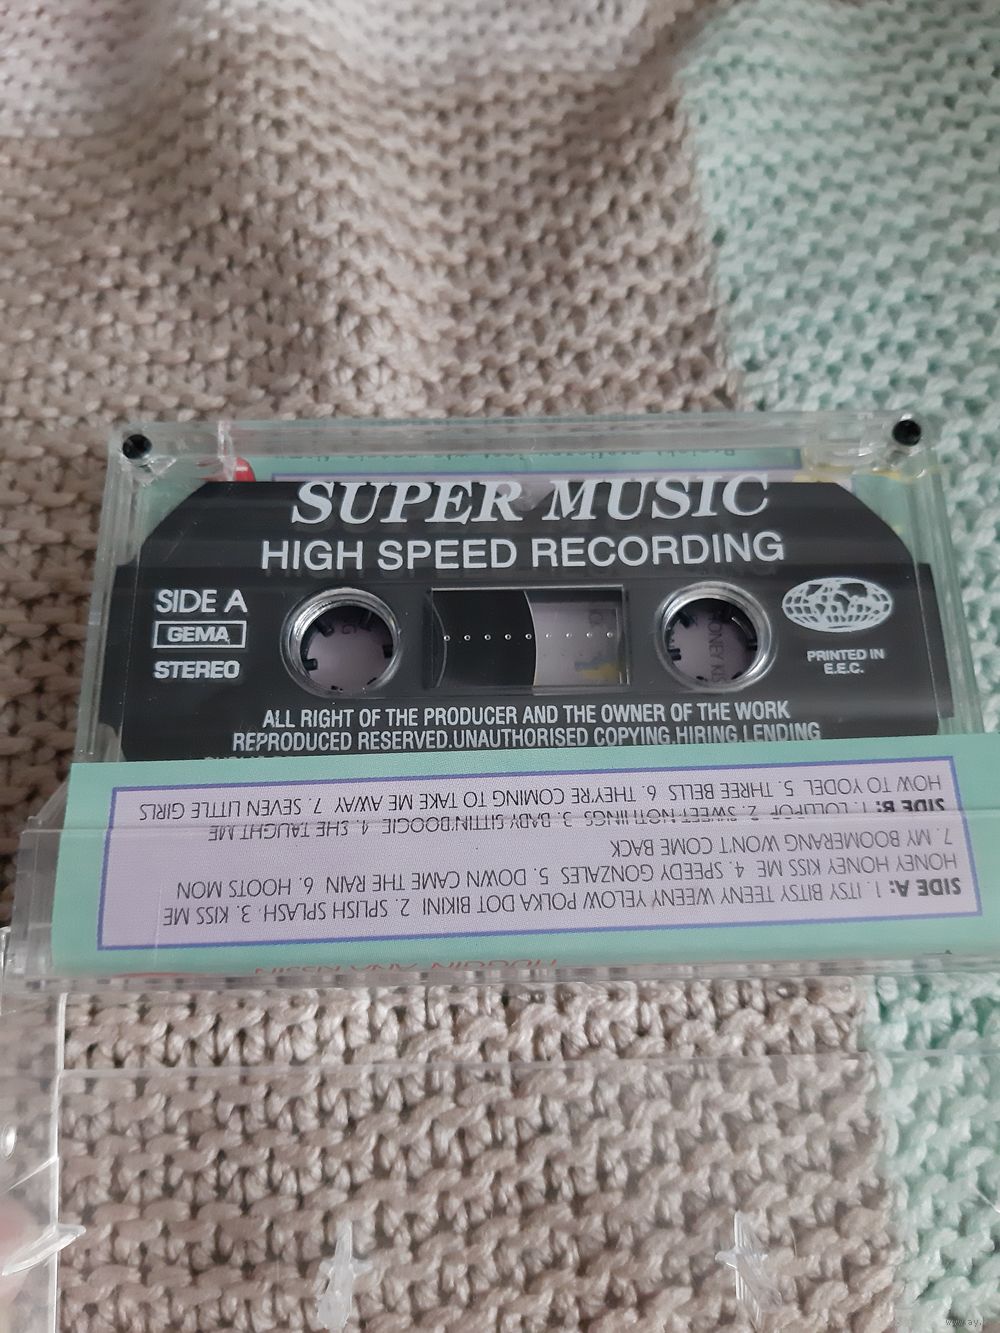 SUPER MUSIC
HIGH SPEED RECORDING
SIDE A
GEMA
STEREO
PRINTED IN
E.E.C.
ALL RIGHT OF THE PRODUCER AND THE OWNER OF THE WORK
REPRODUCED RESERVED.UNAUTHORISED COPYING.HIRING.LENDING
SIDE A: 1. ITSY BITSY TEENY WEENY YELOW POLKA DOT BIKINI 2. SPLISH SPLASH. 3. KISS ME
HONEY HONEY KISS ME 4. SPEEDY GONZALES 5. DOWN CAME THE RAIN 6. HOOTS MON
7. MY BOOMERANG WON'T COME BACK
SIDE B: 1. LOLLIPOP 2. SWEET NOTHINGS 3. BABY SITTIN BOOGIE 4. SHE TAUGHT ME
HOW TO YODEL 5. THREE BELLS 6. THEYRE COMING TO TAKE ME AWAY 7. SEVEN LITTLE GIRLS